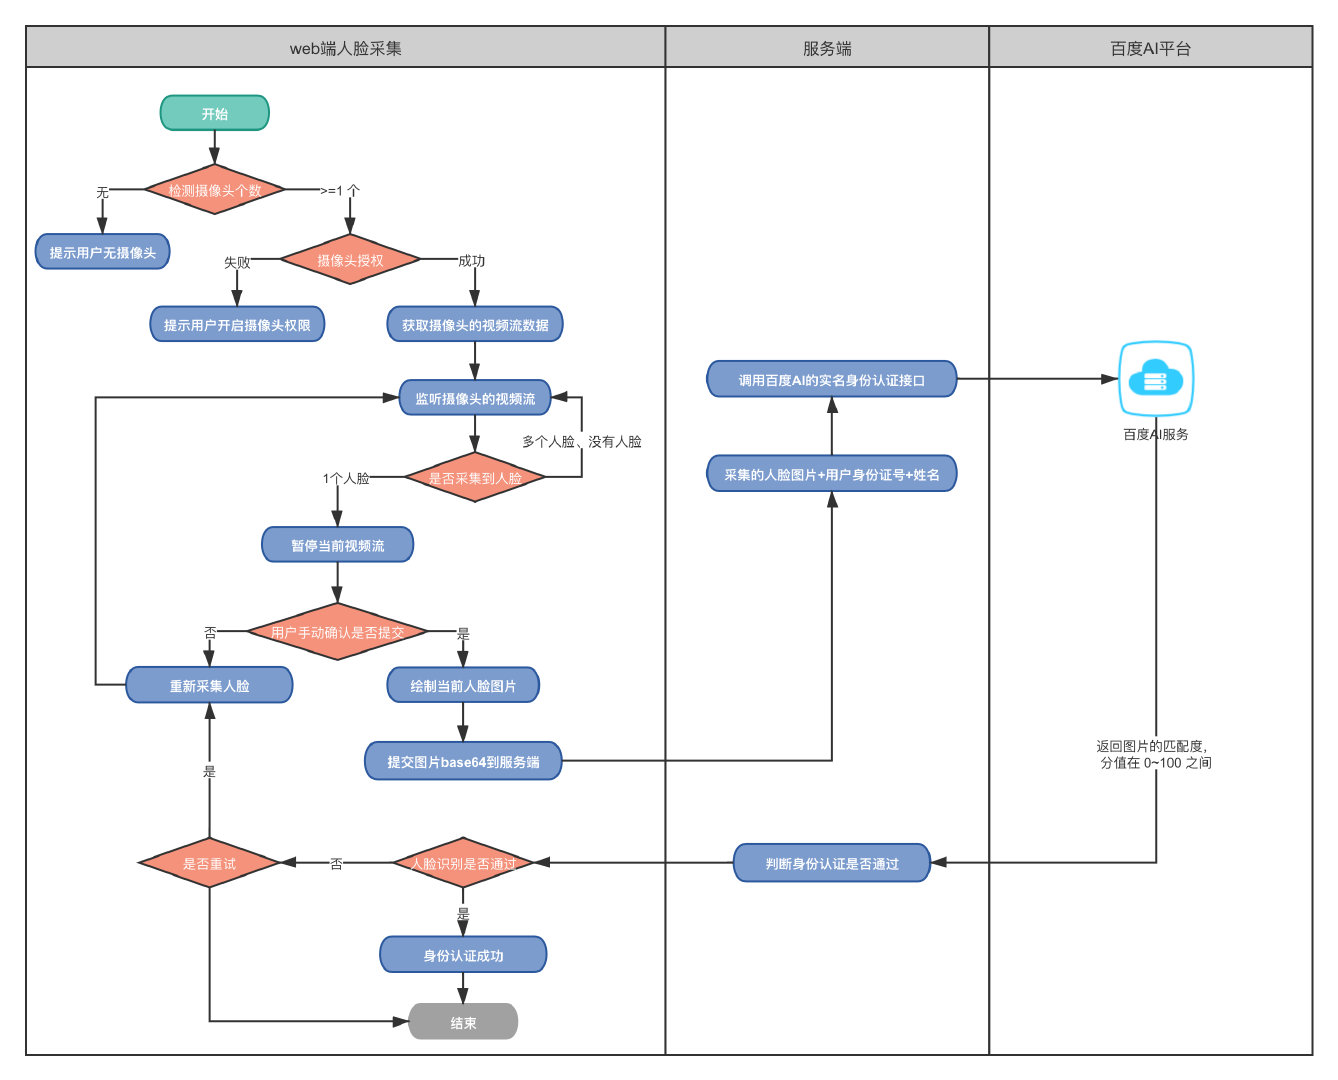 web端人脸采集
服务端
百度AI平台
开始
检测摄像头个数
无
>=1 个
提示用户无摄像头
摄像头授权
失败
成功
提示用户开启摄像头权限
获取摄像头的视频流数据
监听摄像头的视频流
多个人脸、没有人脸
是否采集到人脸
1个人脸
暂停当前视频流
用户手动确认是否提交
否
是
重新采集人脸
绘制当前人脸图片
提交图片base64到服务端
采集的人脸图片+用户身份证号+姓名
调用百度AI的实名身份认证接口
百度AI服务
返回图片的匹配度,
分值在 0~100 之间
判断身份认证是否通过
人脸识别是否通过
否
是否重试
是
是
身份认证成功
结束